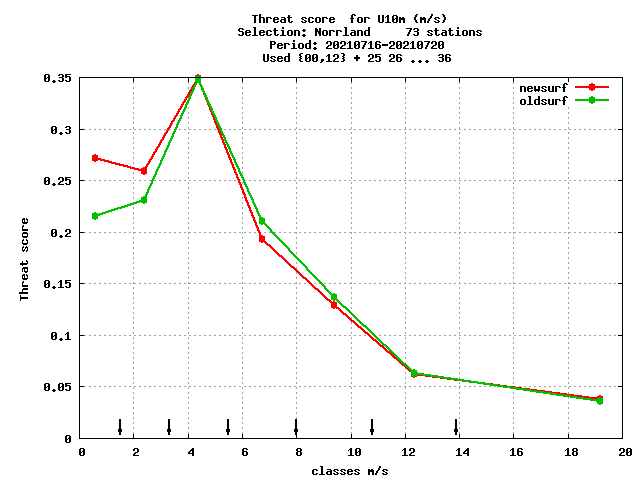 Threat score  for U10m (m/s)
Selection: Norrland     73 stations
Period: 20210716-20210720
Used {00,12} + 25 26 ... 36
newsurf
oldsurf
Threat score
0.35
0.3
0.25
0.2
0.15
0.1
0.05
0
0 2 4 6 8 10 12 14 16 18 20
classes m/s